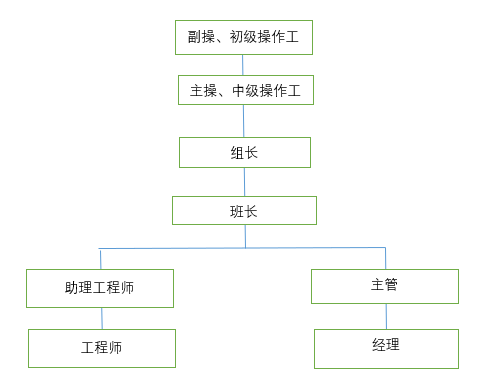 副操、初级操作工
主操、中级操作工
组长
班长
助理工程师
主管
工程师
经理